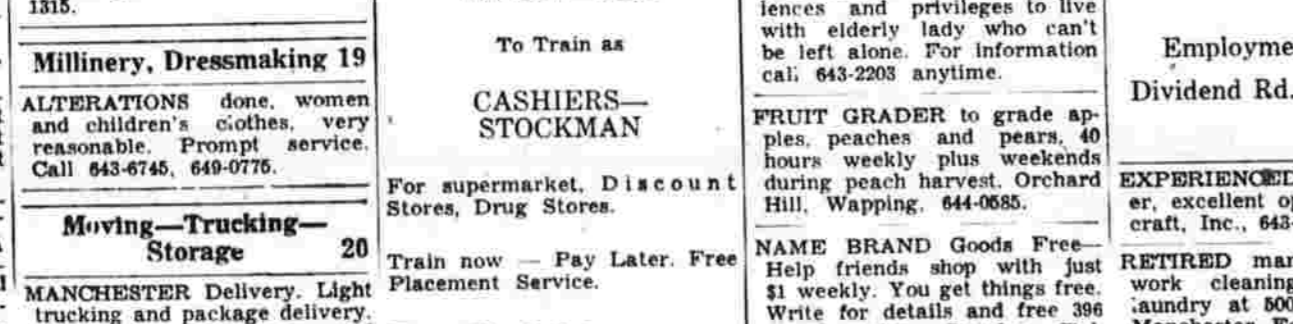 1315.
Millinery, Dressmaking 19
ALTERATIONS done, women
and children's clothes, very
reasonable. Prompt service.
Call 643-6745, 649-0775.
Moving—Trucking—
Storage 20
MANCHESTER Delivery. Light
trucking and package delivery.
To Train as
CASHIERS—
STOCKMAN
For supermarket, Discount
Stores, Drug Stores.
Train now — Pay Later. Free
Placement Service.
iences and privileges to live
with elderly lady who can't
be left alone. For information
call 643-2203 anytime.
FRUIT GRADER to grade ap-
ples, peaches and pears, 40
hours weekly plus weekends
during peach harvest. Orchard
Hill, Wapping. 644-0585.
NAME BRAND Goods Free—
Help friends shop with just
$1 weekly. You get things free.
Write for details and free 396
Employme
Dividend Rd.
EXPERIENCED
er, excellent o
craft, Inc., 643-
RETIRED man
work cleaning
laundry at 500